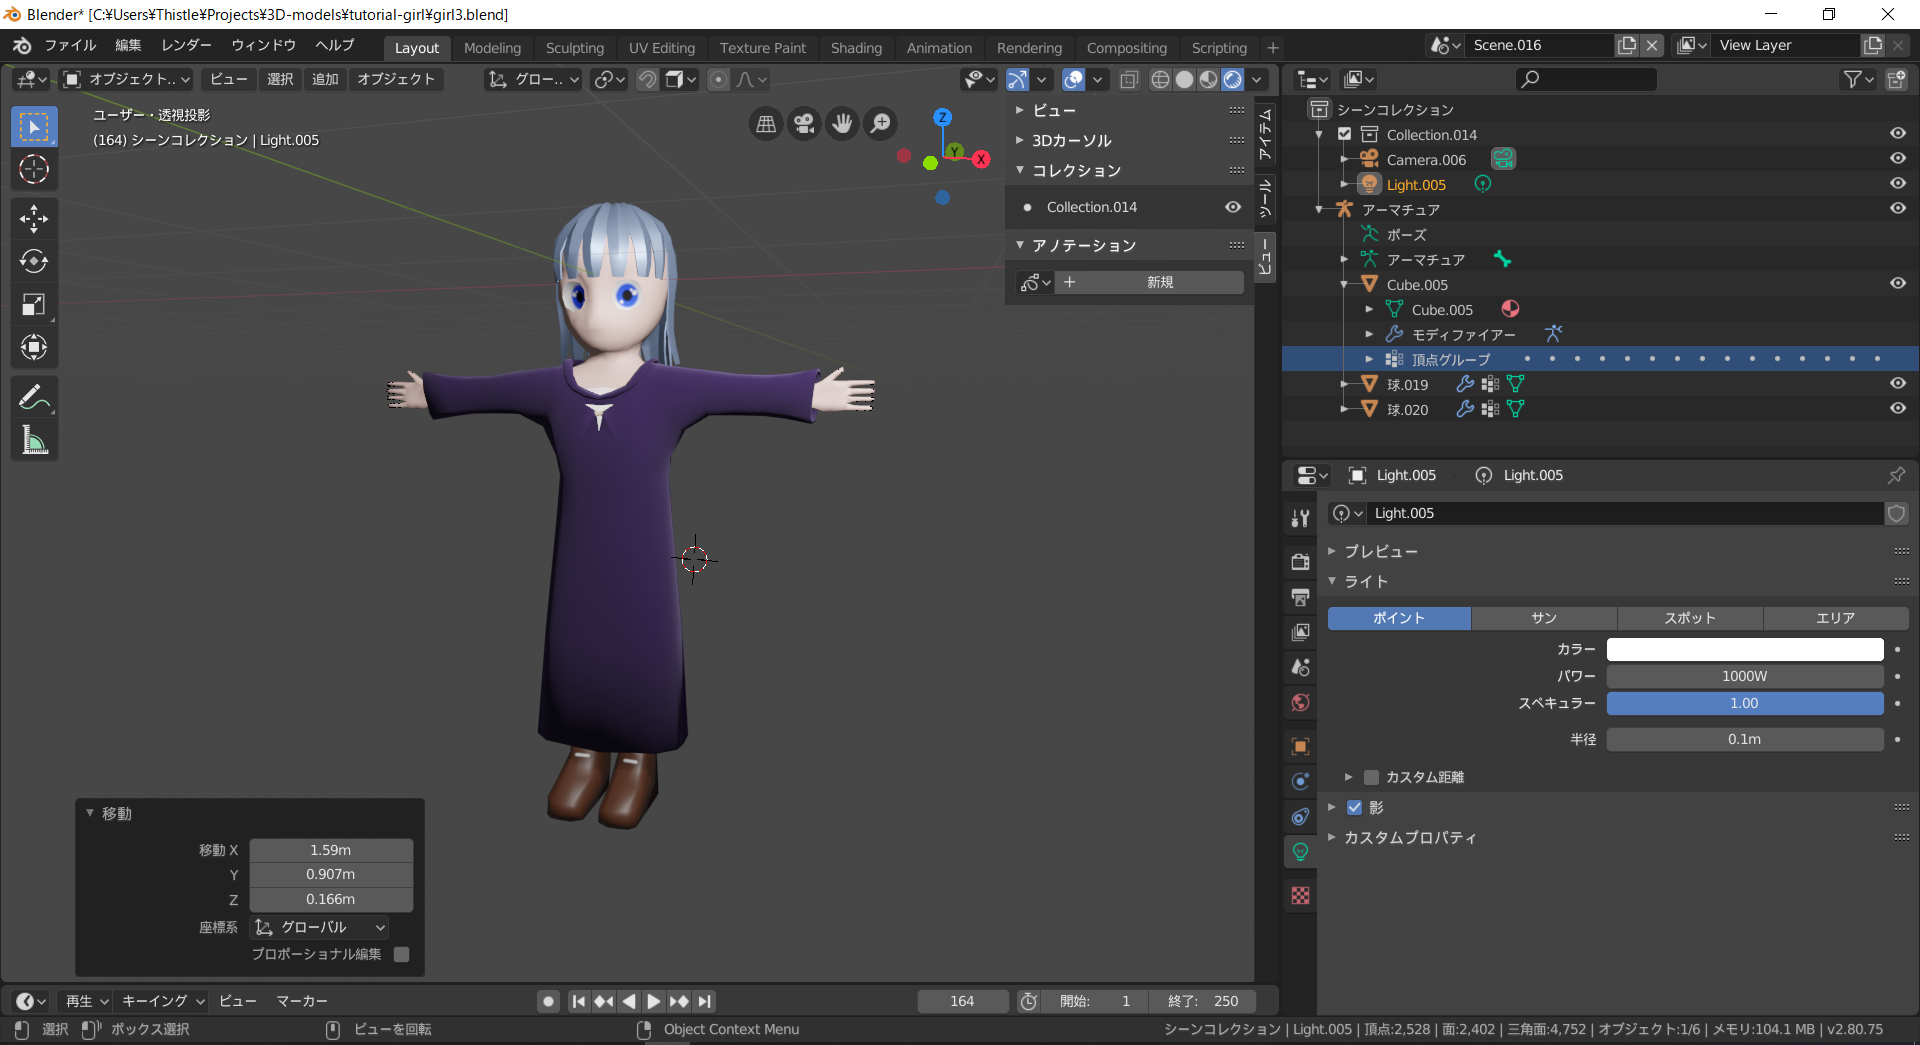 Blender* [C:¥Users¥Thistle¥Projects¥3D-models¥tutorial-girl¥girl3.blend]
ファイル 編集 レンダー ウィンドウ ヘルプ Layout Modeling Sculpting UV Editing Texture Paint Shading Animation Rendering Compositing Scripting + Scene.016 View Layer
オブジェクト.. ビュー 選択 追加 オブジェクト グロー..
ユーザー・透視投影
(164) シーンコレクション | Light.005
Z
Y
X
ビュー
3Dカーソル
コレクション
Collection.014
アノテーション
+ 新規
アイテム
ツール
ビュー
移動
移動 X 1.59m
Y 0.907m
Z 0.166m
座標系 グローバル
プロポーショナル編集
シーンコレクション
Collection.014
Camera.006
Light.005
アーマチュア
ポーズ
アーマチュア
Cube.005
Cube.005
モディファイアー
頂点グループ
球.019
球.020
Light.005 Light.005
Light.005
プレビュー
ライト
ポイント サン スポット エリア
カラー
パワー 1000W
スペキュラー 1.00
半径 0.1m
カスタム距離
影
カスタムプロパティ
再生 キーイング ビュー マーカー 164 開始: 1 終了: 250
選択 ボックス選択 ビューを回転 Object Context Menu シーンコレクション | Light.005 | 頂点:2,528 | 面:2,402 | 三角面:4,752 | オブジェクト:1/6 | メモリ:104.1 MB | v2.80.75